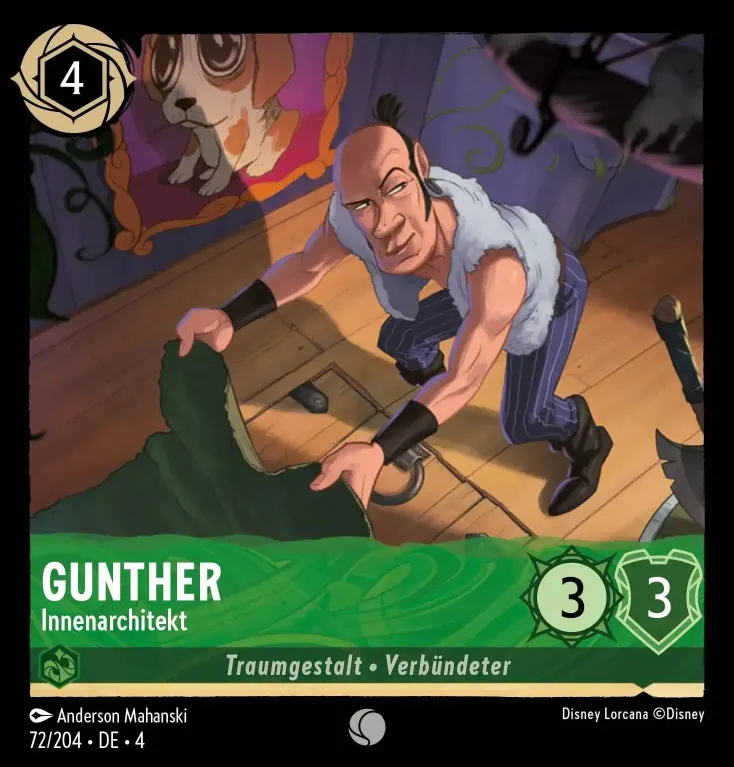 4
GUNTHER
Innenarchitekt
3 3
Traumgestalt • Verbündeter
Anderson Mahanski
Disney Lorcana ©Disney
72/204 • DE • 4